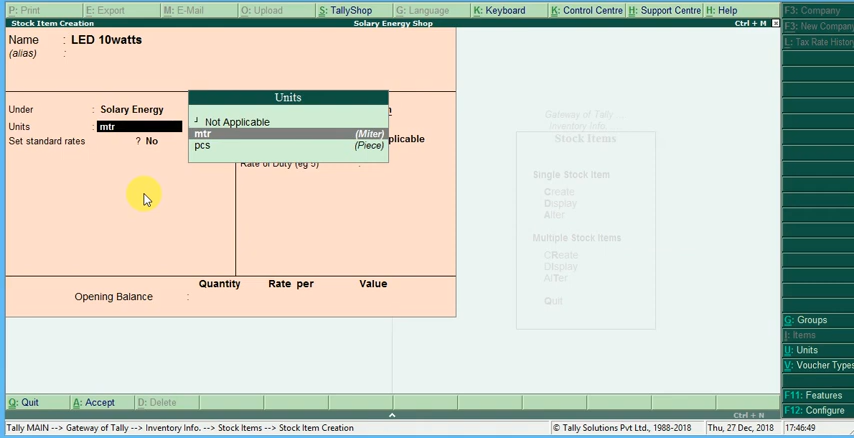 P: Print E: Export M: E-Mail O: Upload S: TallyShop G: Language K: Keyboard K: Control Centre H: Support Centre H: Help
F3: Company
F3: New Company
L: Tax Rate History
Stock Item Creation Solary Energy Shop Ctrl + M
Name : LED 10watts
(alias) :
Under : Solary Energy
Units : mtr
Set standard rates ? No
Units
Not Applicable
mtr (Miter)
pcs (Piece)
plicable
Rate of Duty (eg 5) :
Quantity Rate per Value
Opening Balance :
Gateway of Tally ...
Inventory Info. ...
Stock Items
Single Stock Item
Create
Display
Alter
Multiple Stock Items
CReate
DIsplay
AlTer
Quit
G: Groups
I: Items
U: Units
V: Voucher Types
F11: Features
F12: Configure
Q: Quit A: Accept D: Delete
Ctrl + N
Tally MAIN --> Gateway of Tally --> Inventory Info. --> Stock Items --> Stock Item Creation © Tally Solutions Pvt Ltd., 1988-2018 Thu, 27 Dec, 2018 17:46:49